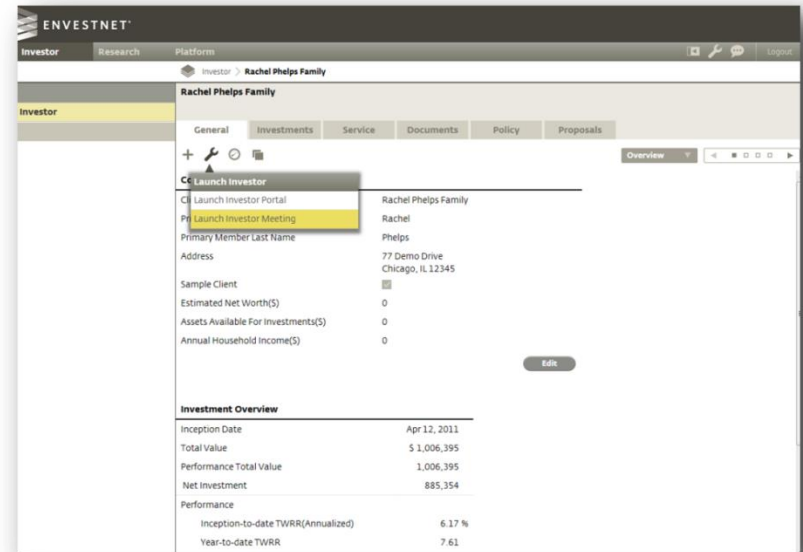 ENVESTNET
Investor Research Platform Logout
Investor > Rachel Phelps Family
Rachel Phelps Family
Investor
General Investments Service Documents Policy Proposals
Overview
Launch Investor
Launch Investor Portal Rachel Phelps Family
Launch Investor Meeting Rachel
Primary Member Last Name Phelps
Address 77 Demo Drive
Chicago, IL 12345
Sample Client
Estimated Net Worth($) 0
Assets Available For Investments($) 0
Annual Household Income($) 0
Edit
Investment Overview
Inception Date Apr 12, 2011
Total Value $ 1,006,395
Performance Total Value 1,006,395
Net Investment 885,354
Performance
Inception-to-date TWRR(Annualized) 6.17 %
Year-to-date TWRR 7.61